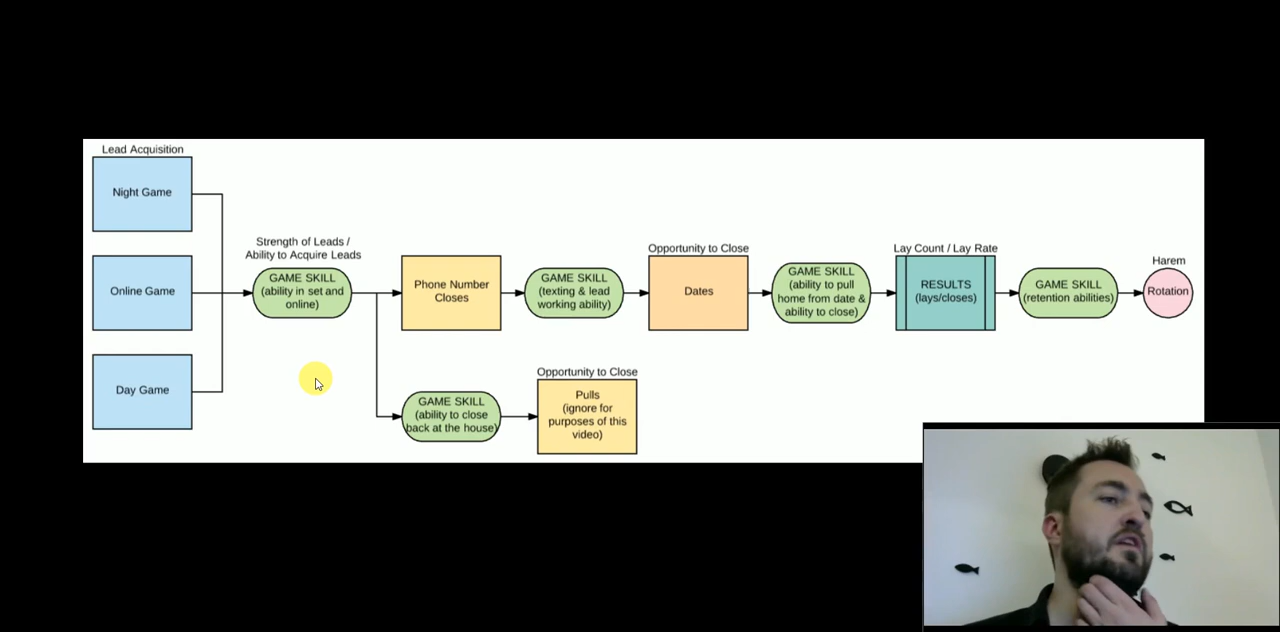 Lead Acquisition
Night Game
Online Game
Day Game
Strength of Leads /
Ability to Acquire Leads
GAME SKILL
(ability in set and
online)
Phone Number
Closes
GAME SKILL
(texting & lead
working ability)
Opportunity to Close
Dates
GAME SKILL
(ability to pull
home from date &
ability to close)
Lay Count / Lay Rate
RESULTS
(lays/closes)
GAME SKILL
(retention abilities)
Harem
Rotation
GAME SKILL
(ability to close
back at the house)
Opportunity to Close
Pulls
(ignore for
purposes of this
video)